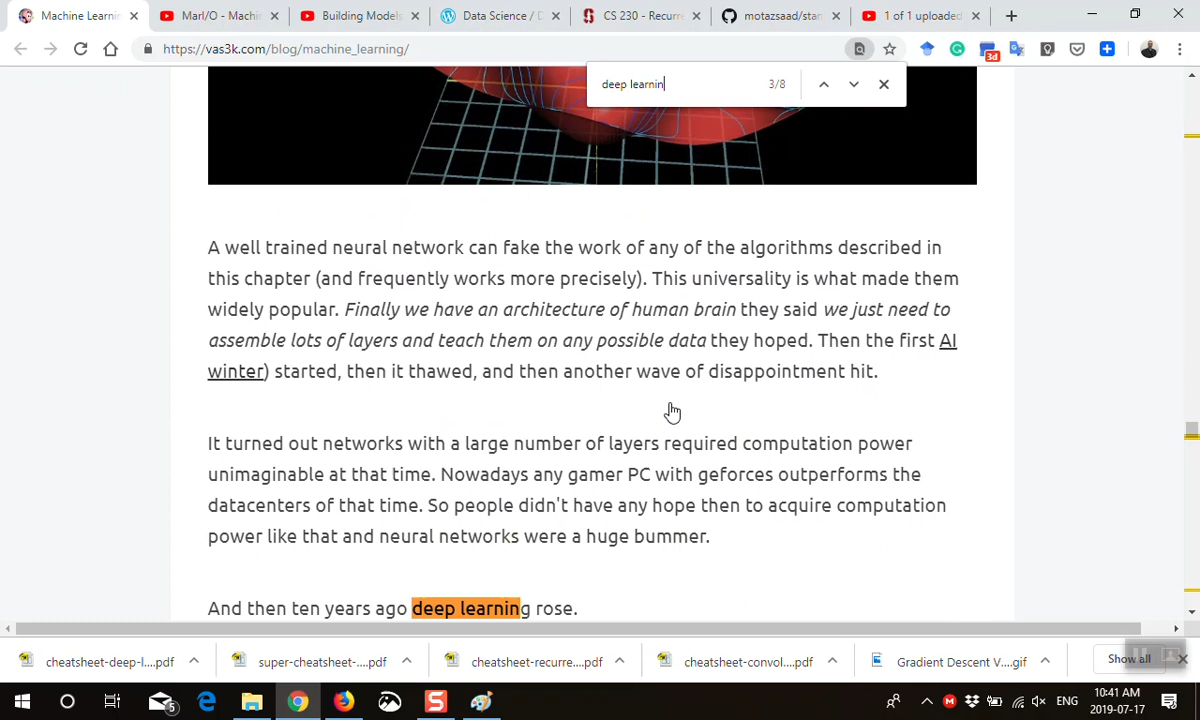 Machine Learnin
MarI/O - Machin
Building Models
Data Science / D
CS 230 - Recurre
motazsaad/stan
1 of 1 uploaded
https://vas3k.com/blog/machine_learning/
3d
deep learnin
3/8
A well trained neural network can fake the work of any of the algorithms described in
this chapter (and frequently works more precisely). This universality is what made them
widely popular. Finally we have an architecture of human brain they said we just need to
assemble lots of layers and teach them on any possible data they hoped. Then the first AI
winter) started, then it thawed, and then another wave of disappointment hit.
It turned out networks with a large number of layers required computation power
unimaginable at that time. Nowadays any gamer PC with geforces outperforms the
datacenters of that time. So people didn't have any hope then to acquire computation
power like that and neural networks were a huge bummer.
And then ten years ago deep learning rose.
cheatsheet-deep-l....pdf
super-cheatsheet-....pdf
cheatsheet-recurre....pdf
cheatsheet-convol....pdf
Gradient Descent V....gif
Show all
5
ENG
10:41 AM
2019-07-17